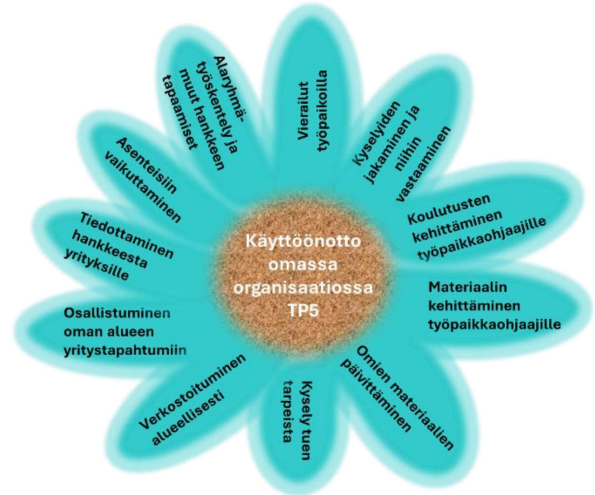 Käyttöönotto
omassa
organisaatiossa
TP5
Vierailut
työpaikoilla
Kyselyiden
jakaminen ja
niihin
vastaaminen
Koulutusten
kehittäminen
työpaikkaohjaajille
Materiaalin
kehittäminen
työpaikkaohjaajille
Omien materiaalien
päivittäminen
Kysely tuen
tarpeista
Verkostoituminen
alueellisesti
Osallistuminen
oman alueen
yritystapahtumiin
Tiedottaminen
hankkeesta
yrityksille
Asenteisiin
vaikuttaminen
Alaryhmä-
työskentely ja
muut hankkeen
tapaamiset